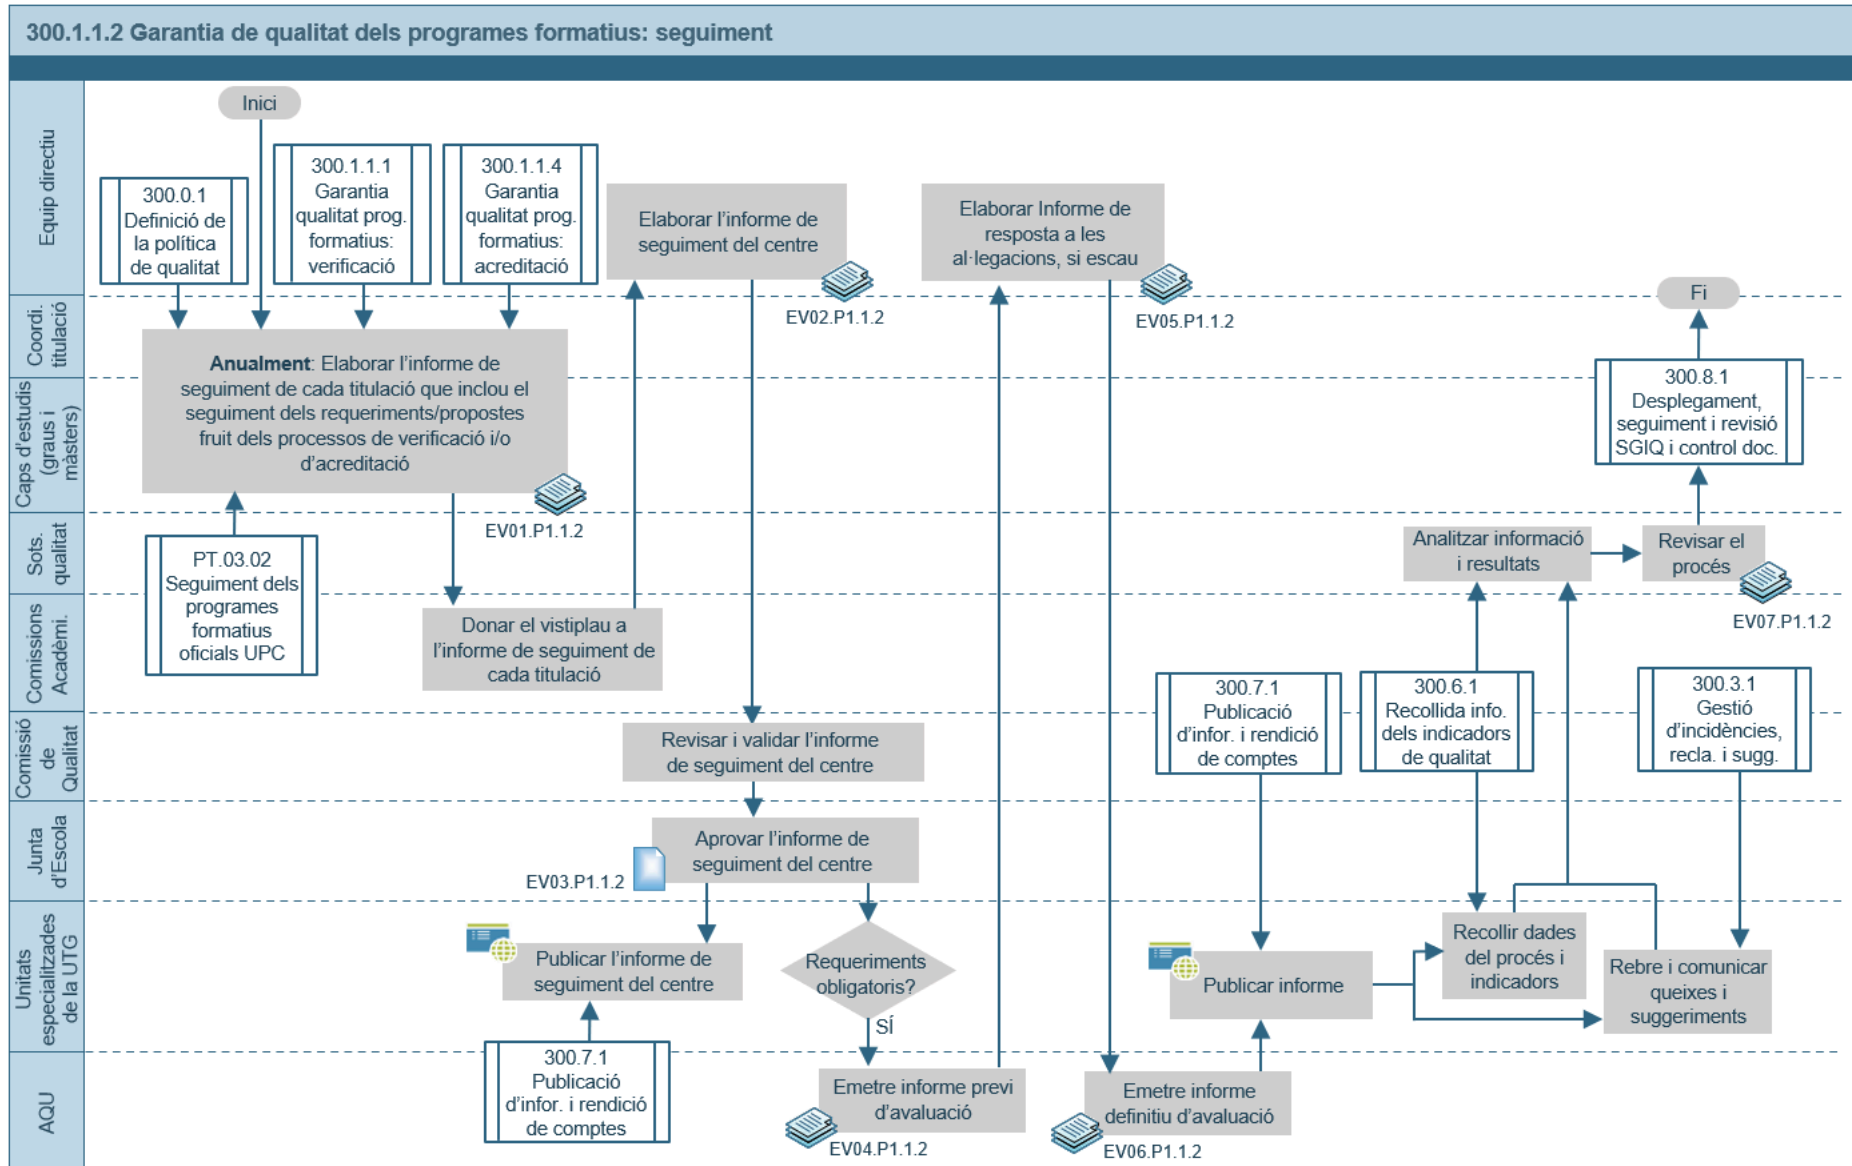 300.1.1.2 Garantia de qualitat dels programes formatius: seguiment
Equip directiu
Inici
300.0.1
Definició de
la política
de qualitat
300.1.1.1
Garantia
qualitat prog.
formatius:
verificació
300.1.1.4
Garantia
qualitat prog.
formatius:
acreditació
Elaborar l’informe de
seguiment del centre
EV02.P1.1.2
Elaborar Informe de
resposta a les
al·legacions, si escau
EV05.P1.1.2
Fi
Coordi.
titulació
Anualment: Elaborar l’informe de
seguiment de cada titulació que inclou el
seguiment dels requeriments/propostes
fruit dels processos de verificació i/o
d’acreditació
EV01.P1.1.2
Caps d’estudis
(graus i
màsters)
300.8.1
Desplegament,
seguiment i revisió
SGIQ i control doc.
Sots.
qualitat
PT.03.02
Seguiment dels
programes
formatius
oficials UPC
Analitzar informació
i resultats
Revisar el
procés
EV07.P1.1.2
Comissions
Acadèmi.
Donar el vistiplau a
l’informe de seguiment de
cada titulació
300.7.1
Publicació
d’infor. i rendició
de comptes
300.6.1
Recollida info.
dels indicadors
de qualitat
300.3.1
Gestió
d’incidències,
recla. i sugg.
Comissió
de
Qualitat
Revisar i validar l’informe
de seguiment del centre
Junta
d’Escola
Aprovar l’informe de
seguiment del centre
EV03.P1.1.2
Unitats
especialitzades
de la UTG
Publicar l’informe de
seguiment del centre
Requeriments
obligatoris?
SÍ
Publicar informe
Recollir dades
del procés i
indicadors
Rebre i comunicar
queixes i
suggeriments
AQU
300.7.1
Publicació
d’infor. i rendició
de comptes
Emetre informe previ
d’avaluació
EV04.P1.1.2
Emetre informe
definitiu d’avaluació
EV06.P1.1.2